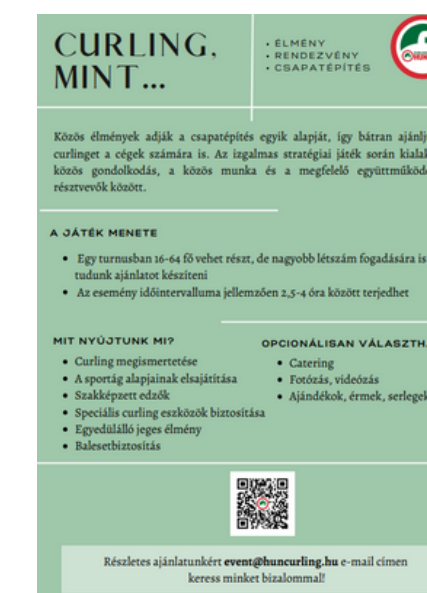 CURLING,
MINT...
• ÉLMÉNY
• RENDEZVÉNY
• CSAPATÉPÍTÉS
Közös élmények adják a csapatépítés egyik alapját, így bátran
curlinget a cégek számára is. Az izgalmas stratégiai játék során
közös gondolkodás, a közös munka és a megfelelő
résztvevők között.
A JÁTÉK MENETE
• Egy turnusban 16-64 fő vehet részt, de nagyobb létszám fogadására is
tudunk ajánlatot készíteni
• Az esemény időintervalluma jellemzően 2,5-4 óra között terjedhet
MIT NYÚJTUNK MI?
• Curling megismertetése
• A sportág alapjainak elsajátítása
• Szakképzett edzők
• Speciális curling eszközök biztosítása
• Egyedülálló jeges élmény
• Balesetbiztosítás
OPCIONÁLISAN
• Catering
• Fotózás, videózás
• Ajándékok, érmek, serlegek
Részletes ajánlatunkért event@huncurling.hu e-mail címen
keress minket bizalommal!